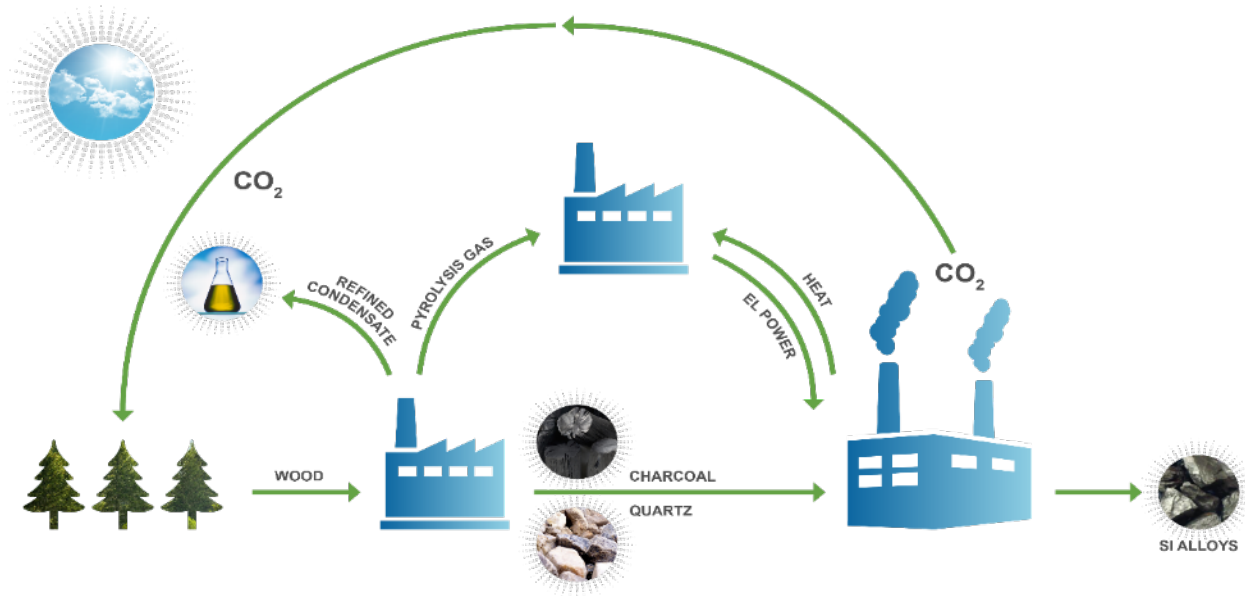 CO₂
PYROLYSIS GAS
REFINED
CONDENSATE
HEAT
EL POWER
CO₂
WOOD
CHARCOAL
QUARTZ
SI ALLOYS